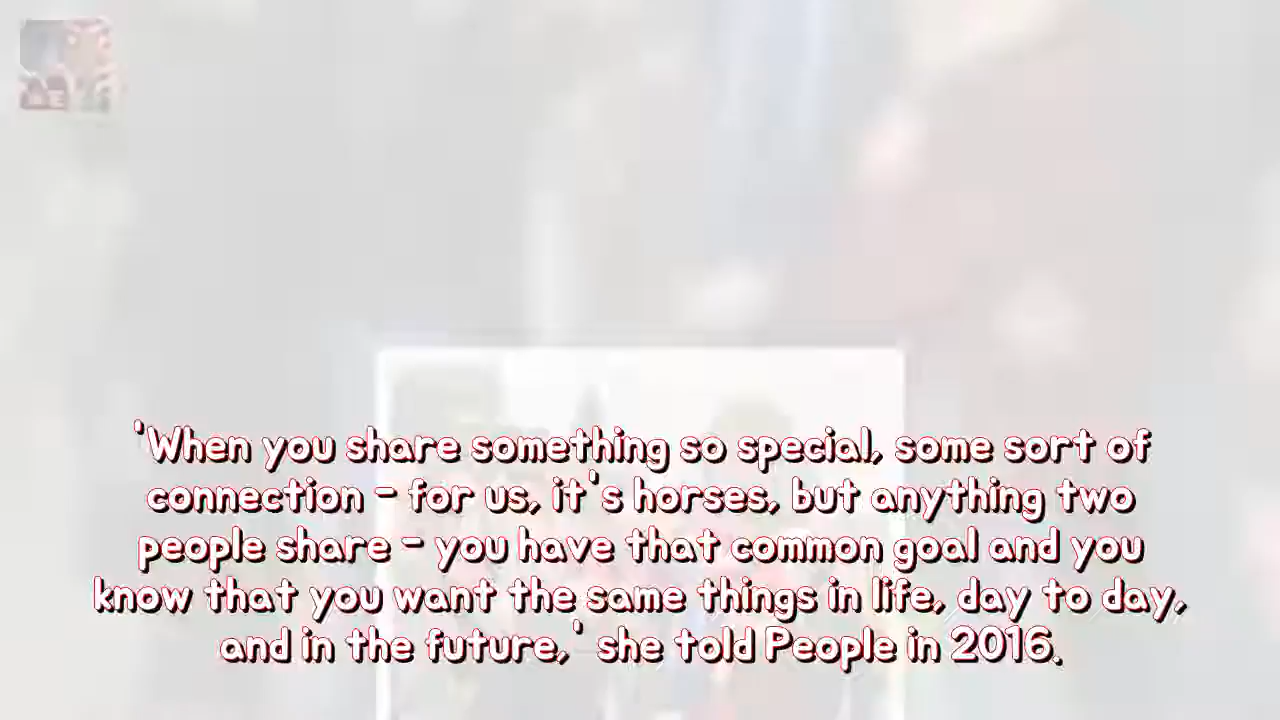 'When you share something so special, some sort of
connection - for us, it's horses, but anything two
people share - you have that common goal and you
know that you want the same things in life, day to day,
and in the future,' she told People in 2016.